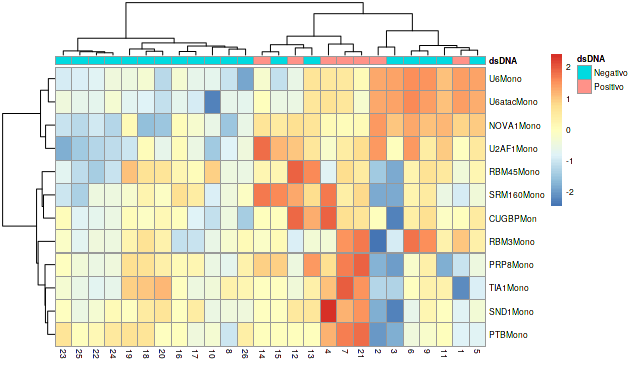 dsDNA
U6Mono
U6atacMono
NOVA1Mono
U2AF1Mono
RBM45Mono
SRM160Mono
CUGBPMon
RBM3Mono
PRP8Mono
TIA1Mono
SND1Mono
PTBMono
23 25 22 24 19 18 20 16 17 10 8 26 14 15 12 13 4 7 21 2 3 6 9 11 1 5
2
1
0
-1
-2
dsDNA
Negativo
Positivo